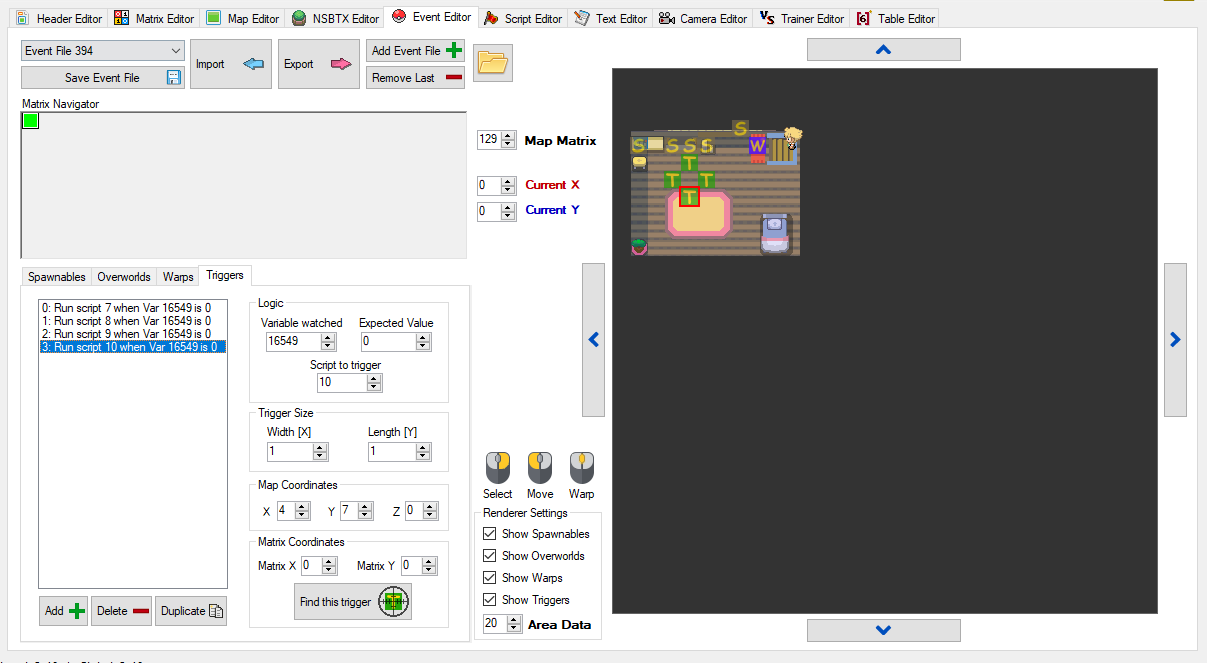 Header Editor Matrix Editor Map Editor NSBTX Editor Event Editor Script Editor Text Editor Camera Editor Trainer Editor Table Editor
Event File 394
Save Event File
Import
Export
Add Event File
Remove Last
Matrix Navigator
129 Map Matrix
0 Current X
0 Current Y
S
S S S S W
T
T T
T
Spawnables Overworlds Warps Triggers
0: Run script 7 when Var 16549 is 0
1: Run script 8 when Var 16549 is 0
2: Run script 9 when Var 16549 is 0
3: Run script 10 when Var 16549 is 0
Logic
Variable watched Expected Value
16549 0
Script to trigger
10
Trigger Size
Width [X] Length [Y]
1 1
Map Coordinates
X 4 Y 7 Z 0
Matrix Coordinates
Matrix X 0 Matrix Y 0
Find this trigger
Add Delete Duplicate
Select Move Warp
Renderer Settings
Show Spawnables
Show Overworlds
Show Warps
Show Triggers
20 Area Data